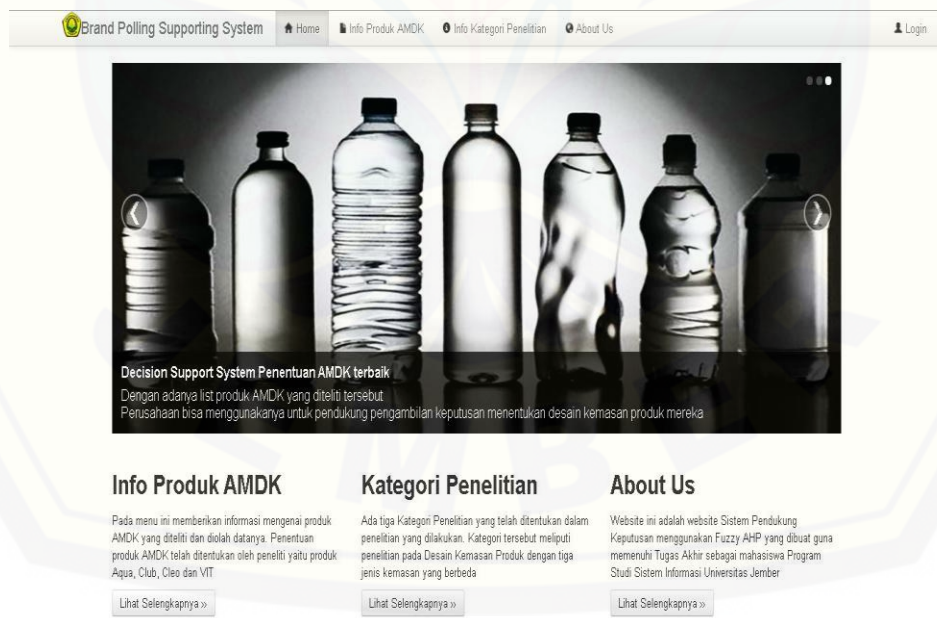 Brand Polling Supporting System Home Info Produk AMDK Info Kategori Penelitian About Us Login
Decision Support System Penentuan AMDK terbaik
Dengan adanya list produk AMDK yang diteliti tersebut
Perusahaan bisa menggunakanya untuk pendukung pengambilan keputusan menentukan desain kemasan produk mereka
Info Produk AMDK
Pada menu ini memberikan informasi mengenai produk
AMDK yang diteliti dan diolah datanya. Penentuan
produk AMDK telah ditentukan oleh peneliti yaitu produk
Aqua, Club, Cleo dan VIT
Lihat Selengkapnya »
Kategori Penelitian
Ada tiga Kategori Penelitian yang telah ditentukan dalam
penelitian yang dilakukan. Kategori tersebut meliputi
penelitian pada Desain Kemasan Produk dengan tiga
jenis kemasan yang berbeda
Lihat Selengkapnya »
About Us
Website ini adalah website Sistem Pendukung
Keputusan menggunakan Fuzzy AHP yang dibuat guna
memenuhi Tugas Akhir sebagai mahasiswa Program
Studi Sistem Informasi Universitas Jember
Lihat Selengkapnya »